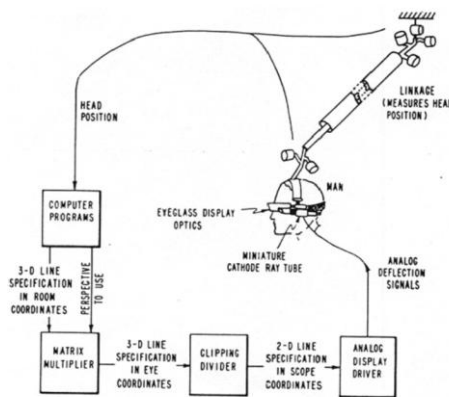 LINKAGE
(MEASURES HEAD
POSITION)
HEAD
POSITION
MAN
EYEGLASS DISPLAY
OPTICS
MINIATURE
CATHODE RAY TUBE
COMPUTER
PROGRAMS
ANALOG
DEFLECTION
SIGNALS
3-D LINE
SPECIFICATION
IN ROOM
COORDINATES
PERSPECTIVE
TO USE
MATRIX
MULTIPLIER
3-D LINE
SPECIFICATION
IN EYE
COORDINATES
CLIPPING
DIVIDER
2-D LINE
SPECIFICATION
IN SCOPE
COORDINATES
ANALOG
DISPLAY
DRIVER